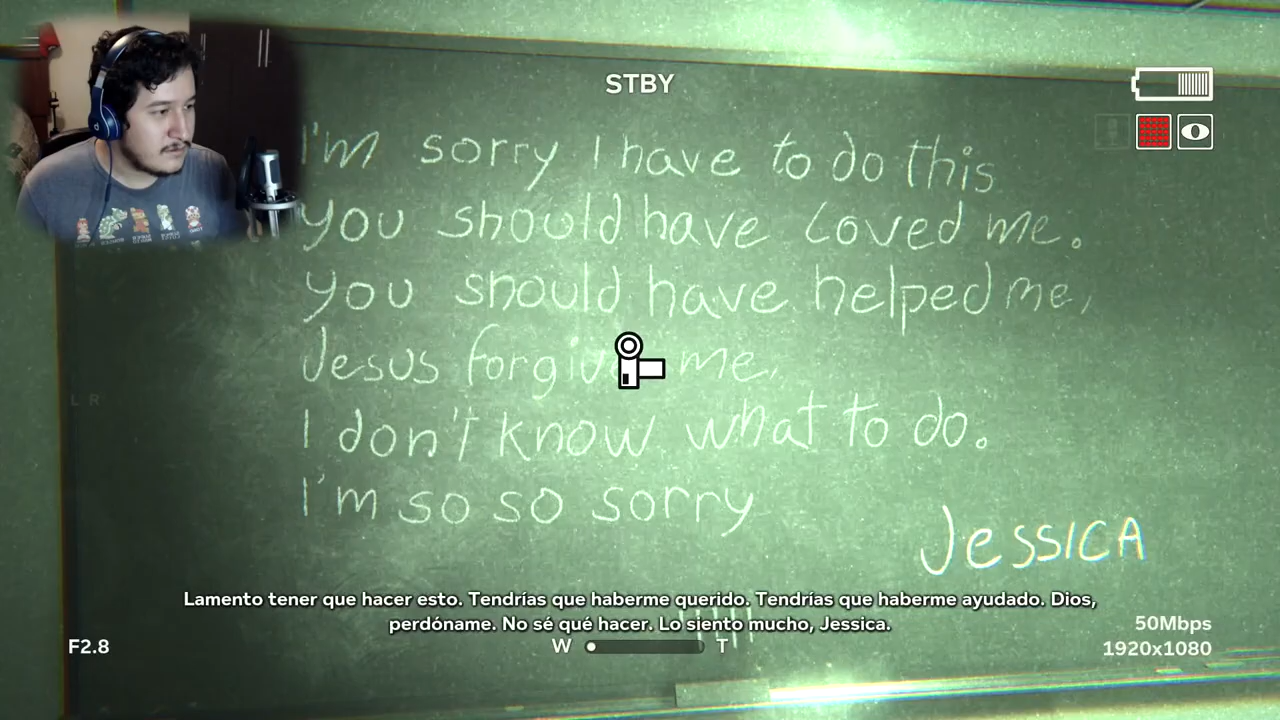 STBY
I'm sorry I have to do this
You should have loved me.
You should have helped me,
Jesus forgive me,
I don't know what to do.
I'm so so sorry
JESSICA
L R
Lamento tener que hacer esto. Tendrías que haberme querido. Tendrías que haberme ayudado. Dios,
perdóname. No sé qué hacer. Lo siento mucho, Jessica.
F2.8
W T
50Mbps
1920x1080